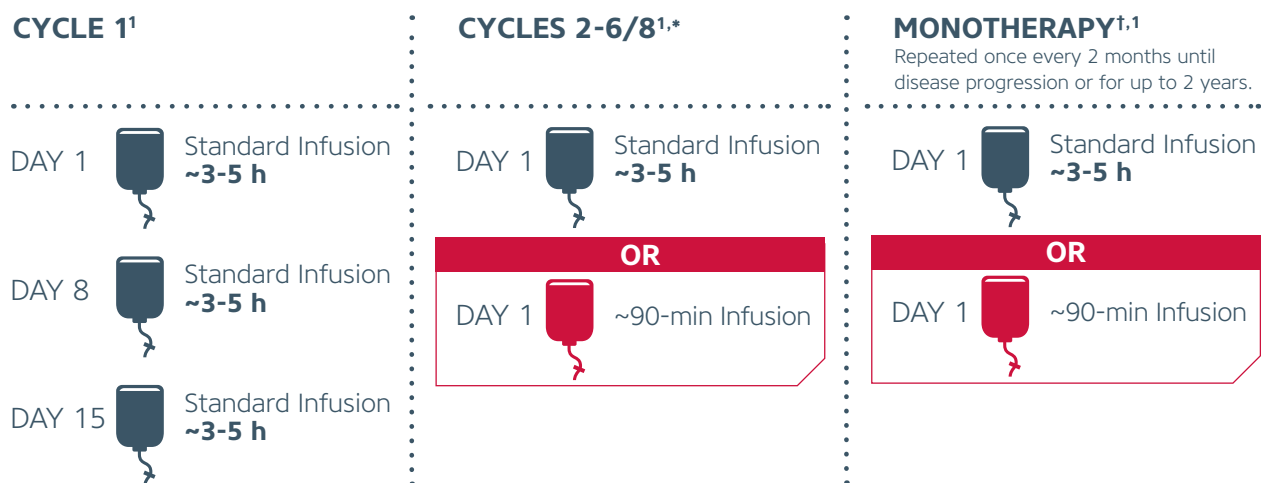 CYCLE 1¹
DAY 1
Standard Infusion
~3-5 h
DAY 8
Standard Infusion
~3-5 h
DAY 15
Standard Infusion
~3-5 h
CYCLES 2-6/8¹,*
DAY 1
Standard Infusion
~3-5 h
OR
DAY 1
~90-min Infusion
MONOTHERAPY†,¹
Repeated once every 2 months until
disease progression or for up to 2 years.
DAY 1
Standard Infusion
~3-5 h
OR
DAY 1
~90-min Infusion